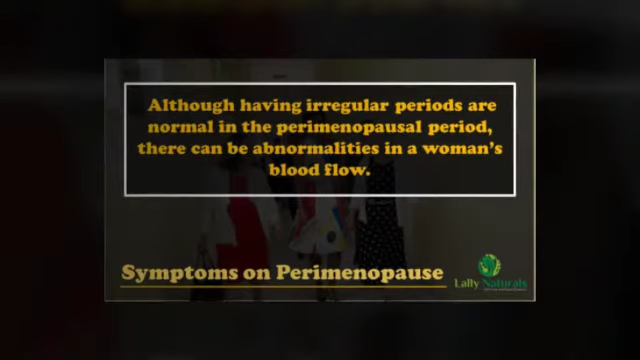 Although having irregular periods are
normal in the perimenopausal period,
there can be abnormalities in a woman's
blood flow.
Symptoms on Perimenopause
Lally Naturals